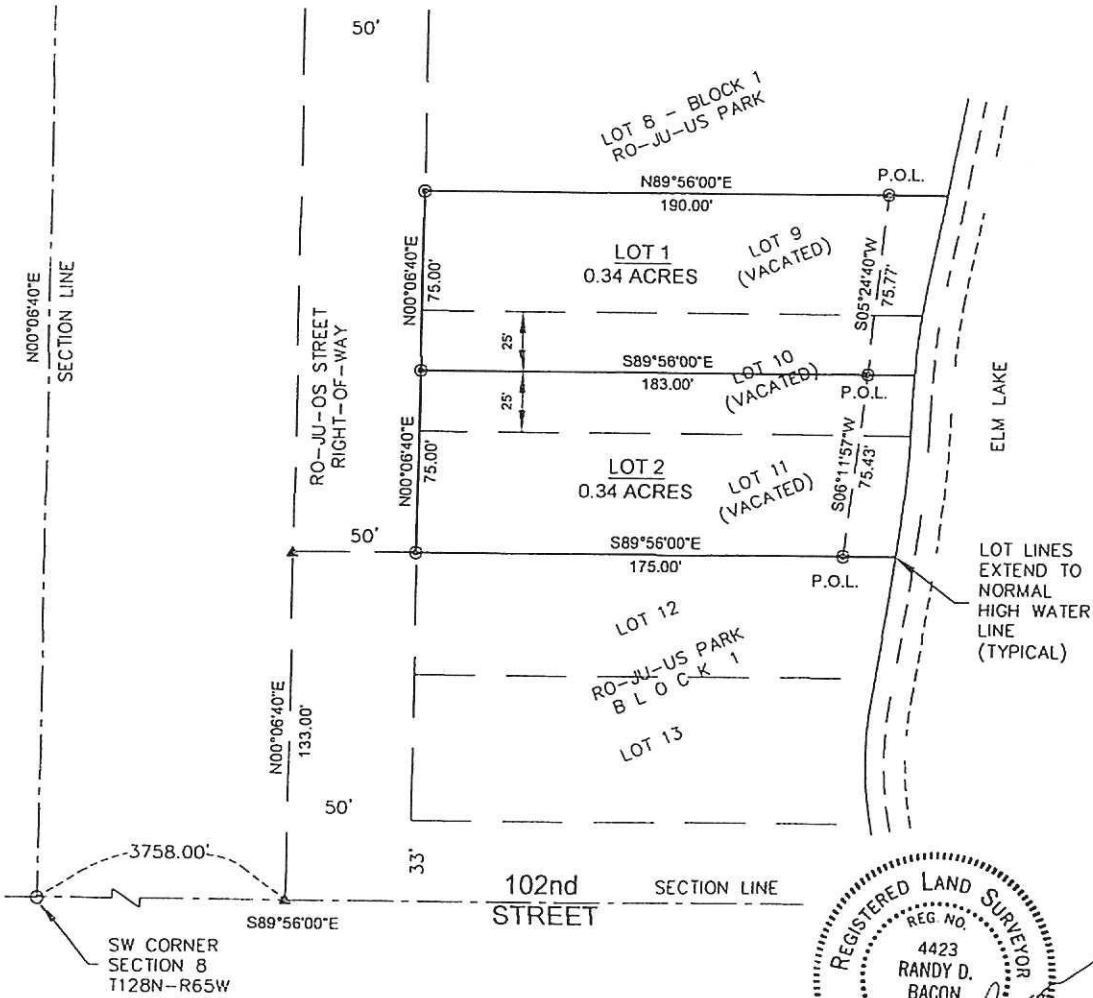 50'
LOT 8 - BLOCK 1
RO-JU-US PARK
P.O.L.
N89°56'00"E
190.00'
LOT 1
0.34 ACRES
LOT 9
(VACATED)
N00°06'40"E
75.00'
S05°24'40"W
75.77'
N00°06'40"E
SECTION LINE
RO-JU-OS STREET
RIGHT-OF-WAY
25'
S89°56'00"E
183.00'
LOT 10
(VACATED)
P.O.L.
25'
ELM LAKE
N00°06'40"E
75.00'
LOT 2
0.34 ACRES
LOT 11
(VACATED)
S06°11'57"W
75.43'
50'
S89°56'00"E
175.00'
P.O.L.
LOT LINES
EXTEND TO
NORMAL
HIGH WATER
LINE
(TYPICAL)
LOT 12
RO-JU-US PARK
BLOCK 1
LOT 13
N00°06'40"E
133.00'
50'
33'
3758.00'
102nd
STREET
SECTION LINE
S89°56'00"E
SW CORNER
SECTION 8
T128N-R65W
REGISTERED LAND SURVEYOR
REG. NO.
4423
RANDY D.
BACON